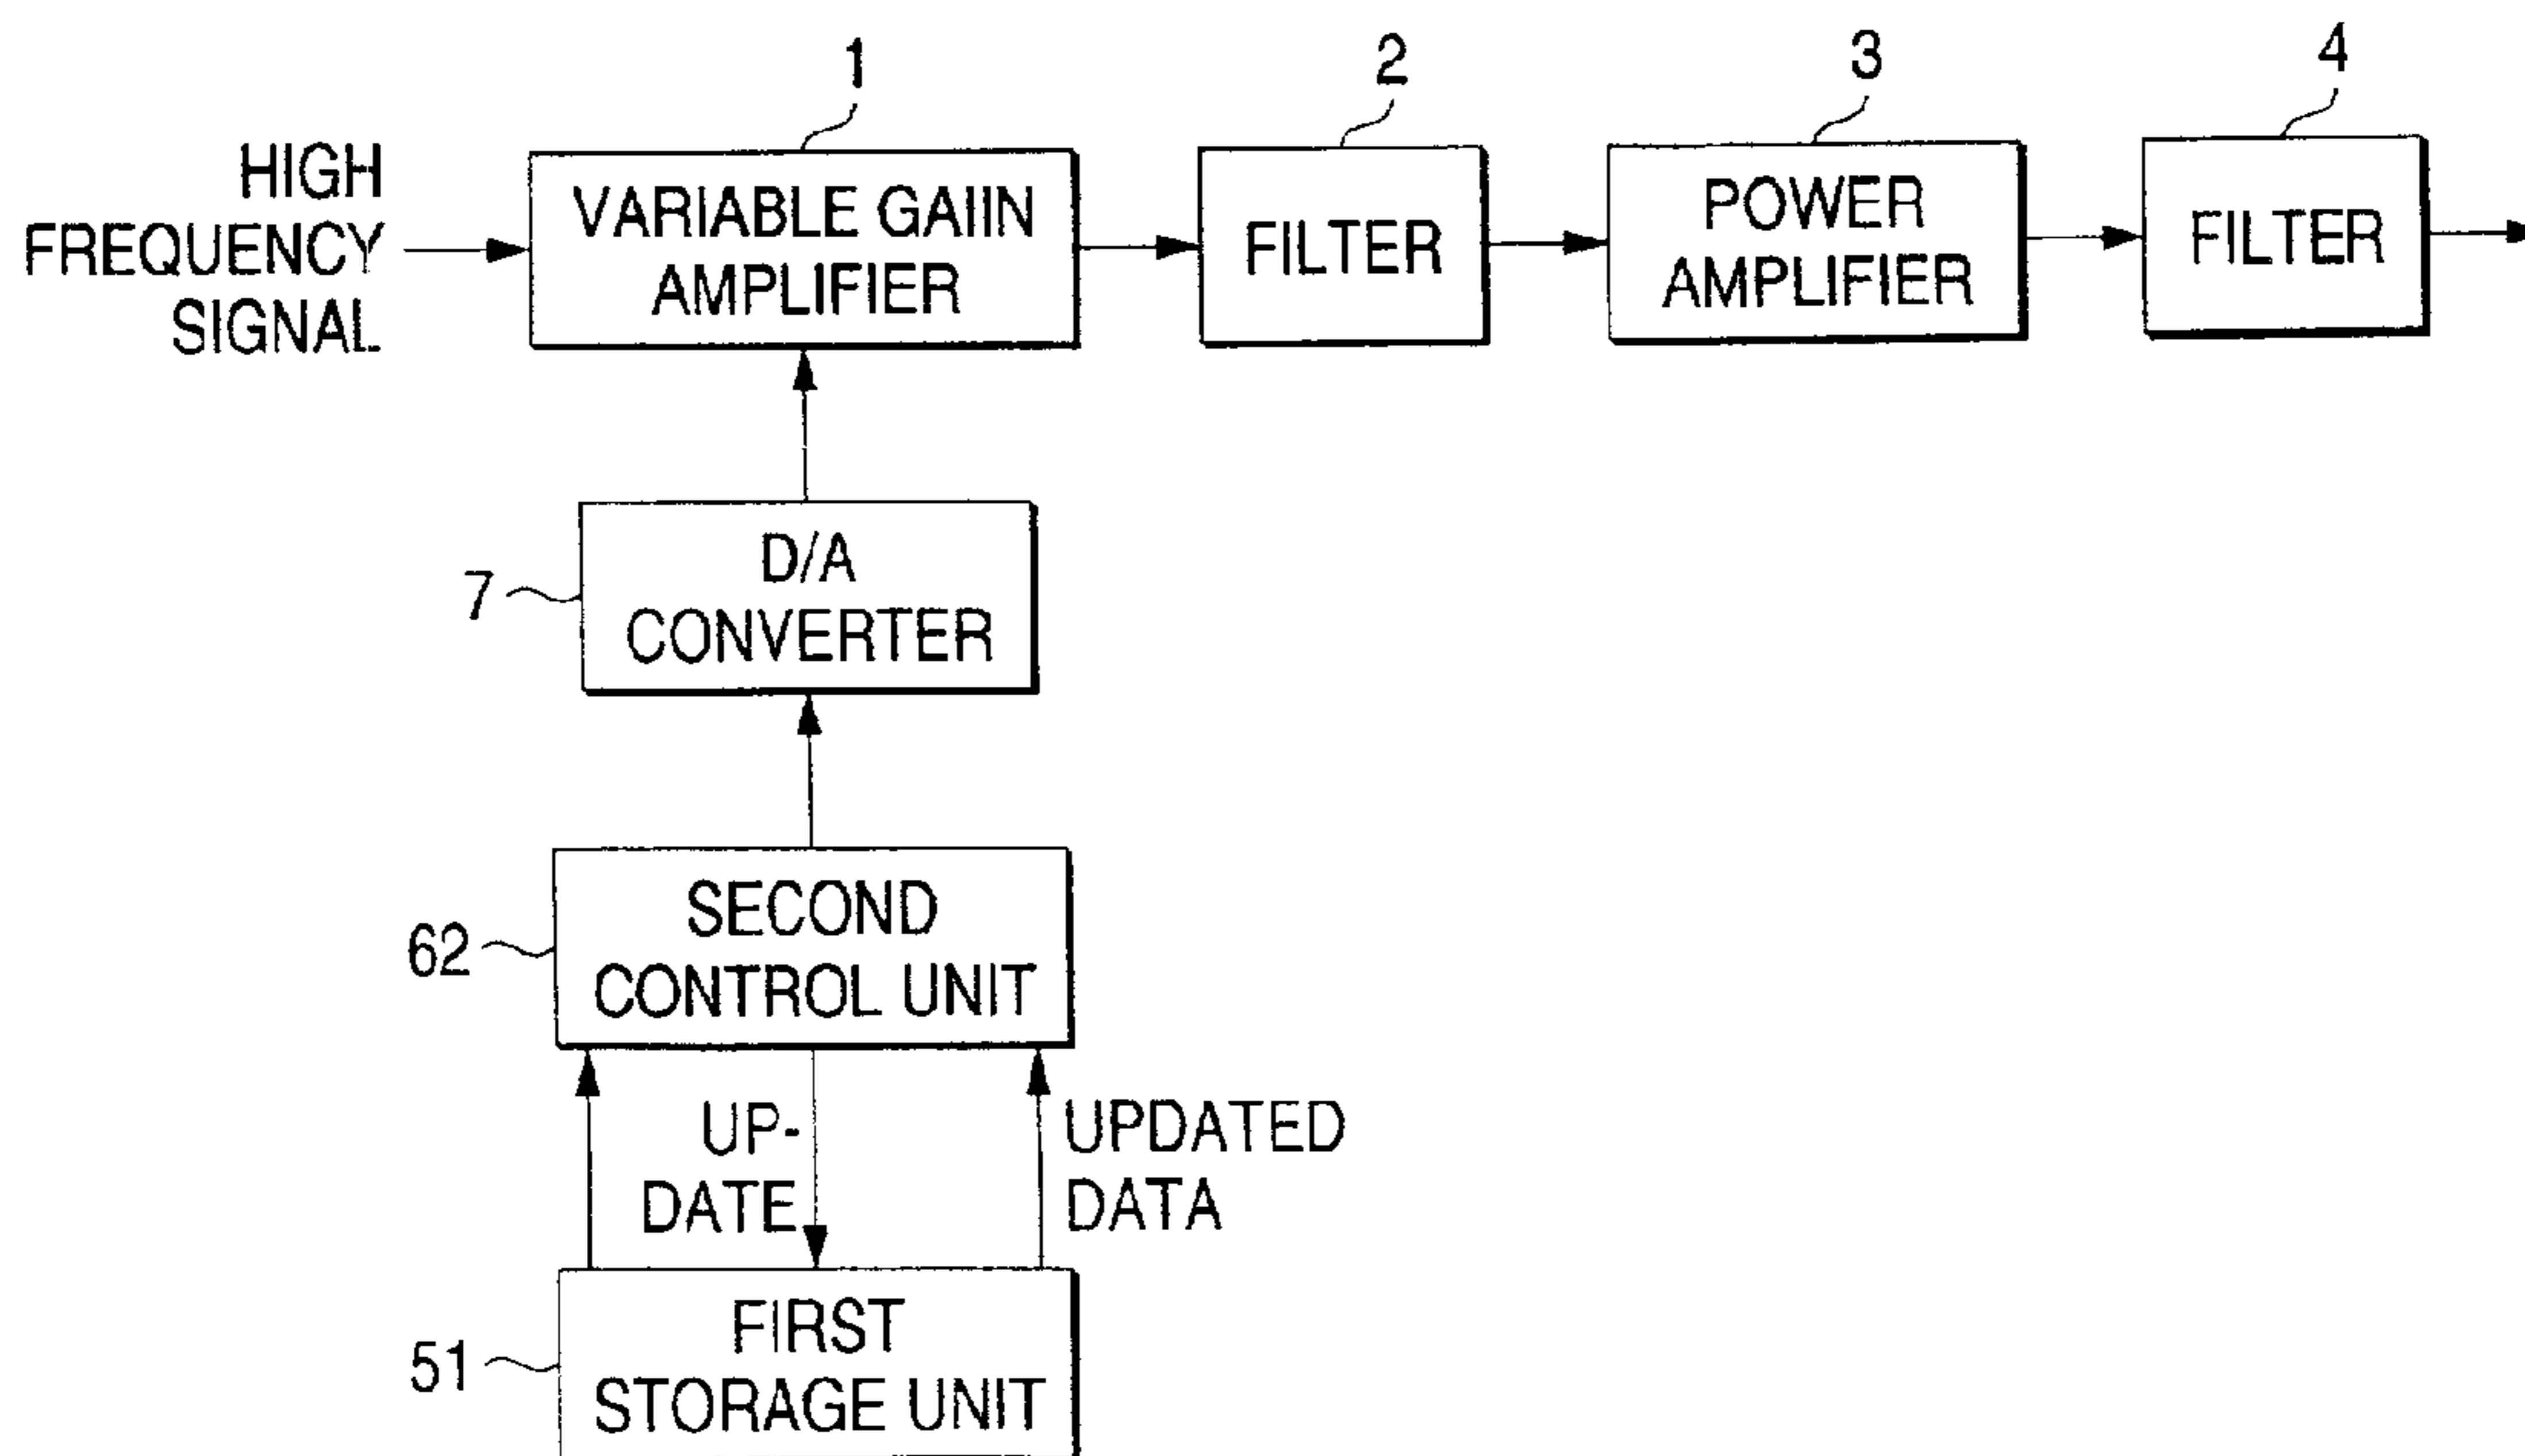 1
2
3
4
HIGH
FREQUENCY
SIGNAL
VARIABLE GAIIN
AMPLIFIER
FILTER
POWER
AMPLIFIER
FILTER
7
D/A
CONVERTER
62
SECOND
CONTROL UNIT
UP-
DATE
UPDATED
DATA
51
FIRST
STORAGE UNIT